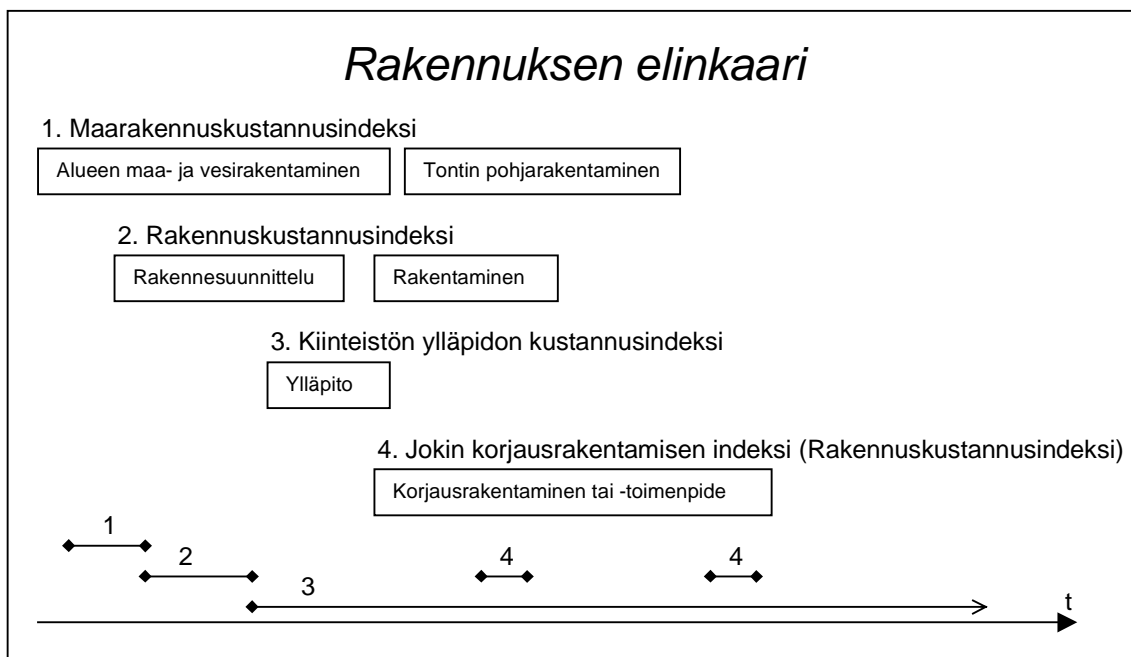 Rakennuksen elinkaari
1. Maarakennuskustannusindeksi
Alueen maa- ja vesirakentaminen
Tontin pohjarakentaminen
2. Rakennuskustannusindeksi
Rakennesuunnittelu
Rakentaminen
3. Kiinteistön ylläpidon kustannusindeksi
Ylläpito
4. Jokin korjausrakentamisen indeksi (Rakennuskustannusindeksi)
Korjausrakentaminen tai -toimenpide
1
2
4
4
3
t